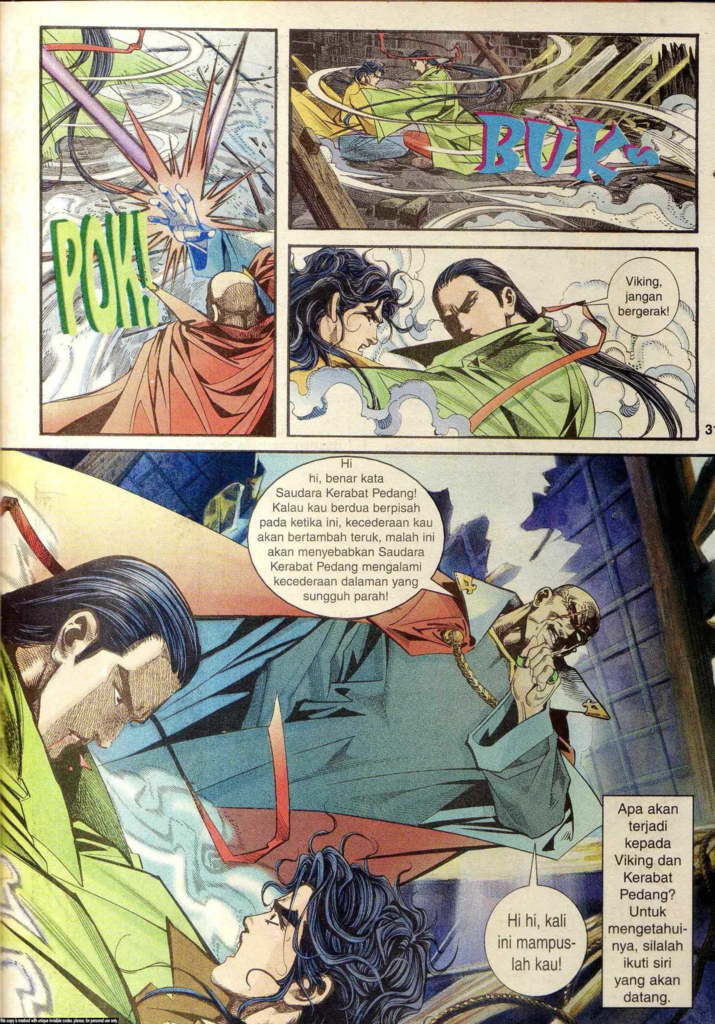 POK!
BUK
Viking,
jangan
bergerak!
Hi
hi, benar kata
Saudara Kerabat Pedang!
Kalau kau berdua berpisah
pada ketika ini, kecederaan kau
akan bertambah teruk, malah ini
akan menyebabkan Saudara
Kerabat Pedang mengalami
kecederaan dalaman yang
sungguh parah!
Hi hi, kali
ini mampus-
lah kau!
Apa akan
terjadi
kepada
Viking dan
Kerabat
Pedang?
Untuk
mengetahui-
nya, silalah
ikuti siri
yang akan
datang.